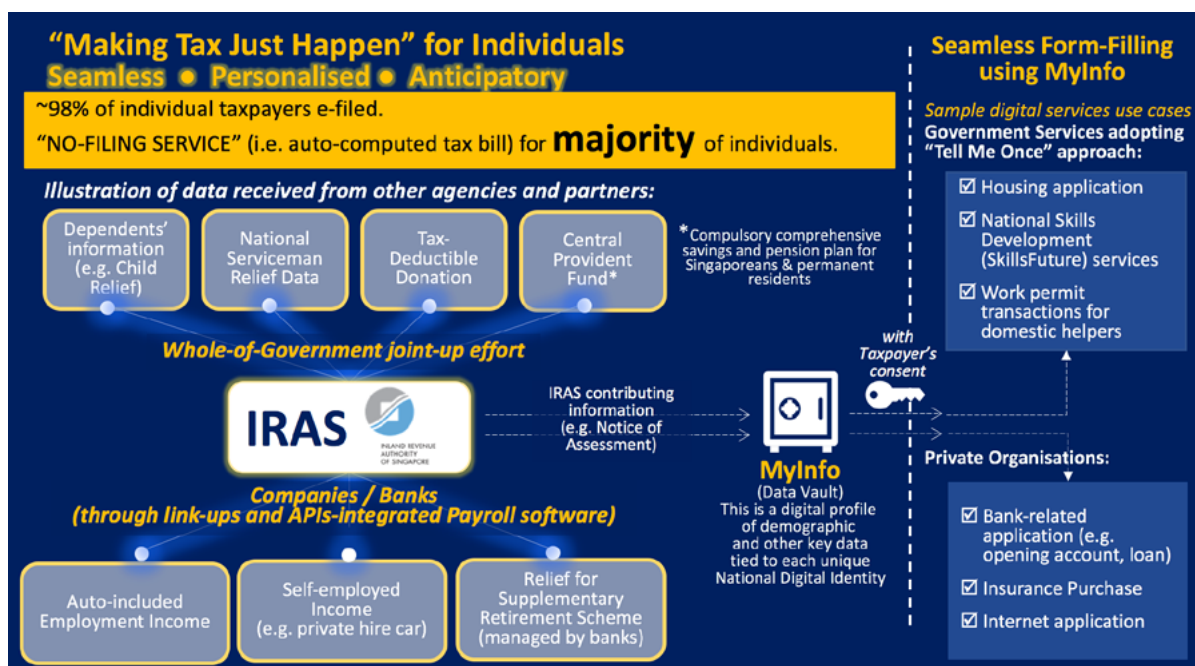 “Making Tax Just Happen” for Individuals
Seamless ● Personalised ● Anticipatory
~98% of individual taxpayers e-filed.
“NO-FILING SERVICE” (i.e. auto-computed tax bill) for majority of individuals.
Illustration of data received from other agencies and partners:
Dependents’
information
(e.g. Child
Relief)
National
Serviceman
Relief Data
Tax-
Deductible
Donation
Central
Provident
Fund*
*Compulsory comprehensive
savings and pension plan for
Singaporeans & permanent
residents
Whole-of-Government joint-up effort
IRAS
INLAND REVENUE
AUTHORITY
OF SINGAPORE
Companies / Banks
(through link-ups and APIs-integrated Payroll software)
Auto-included
Employment Income
Self-employed
Income
(e.g. private hire car)
Relief for
Supplementary
Retirement Scheme
(managed by banks)
IRAS contributing
information
(e.g. Notice of
Assessment)
MyInfo
(Data Vault)
This is a digital profile
of demographic
and other key data
tied to each unique
National Digital Identity
with
Taxpayer’s
consent
Seamless Form-Filling
using MyInfo
Sample digital services use cases
Government Services adopting
“Tell Me Once” approach:
☑ Housing application
☑ National Skills
Development
(SkillsFuture) services
☑ Work permit
transactions for
domestic helpers
Private Organisations:
☑ Bank-related
application (e.g.
opening account, loan)
☑ Insurance Purchase
☑ Internet application